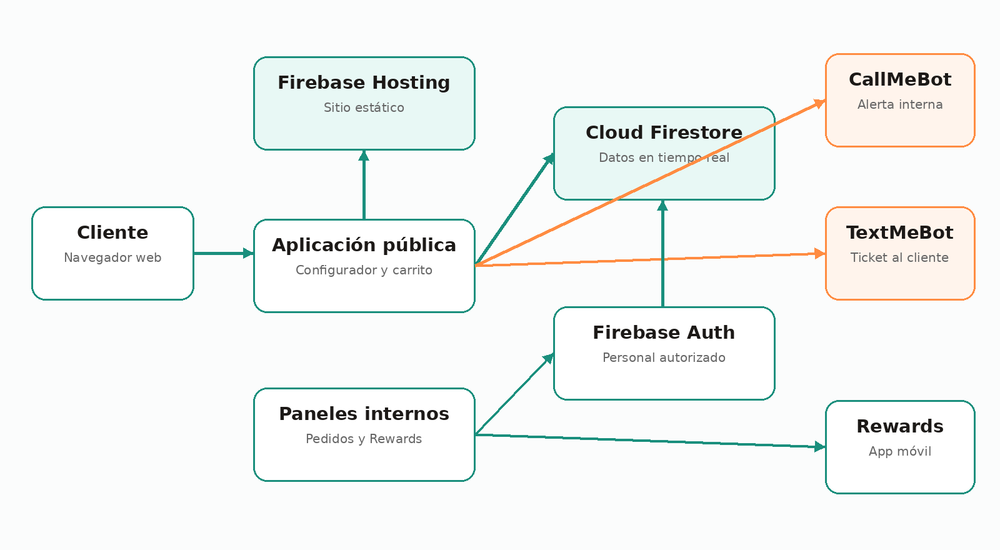 Firebase Hosting
Sitio estático
CallMeBot
Alerta interna
Cloud Firestore
Datos en tiempo real
Cliente
Navegador web
Aplicación pública
Configurador y carrito
TextMeBot
Ticket al cliente
Firebase Auth
Personal autorizado
Paneles internos
Pedidos y Rewards
Rewards
App móvil